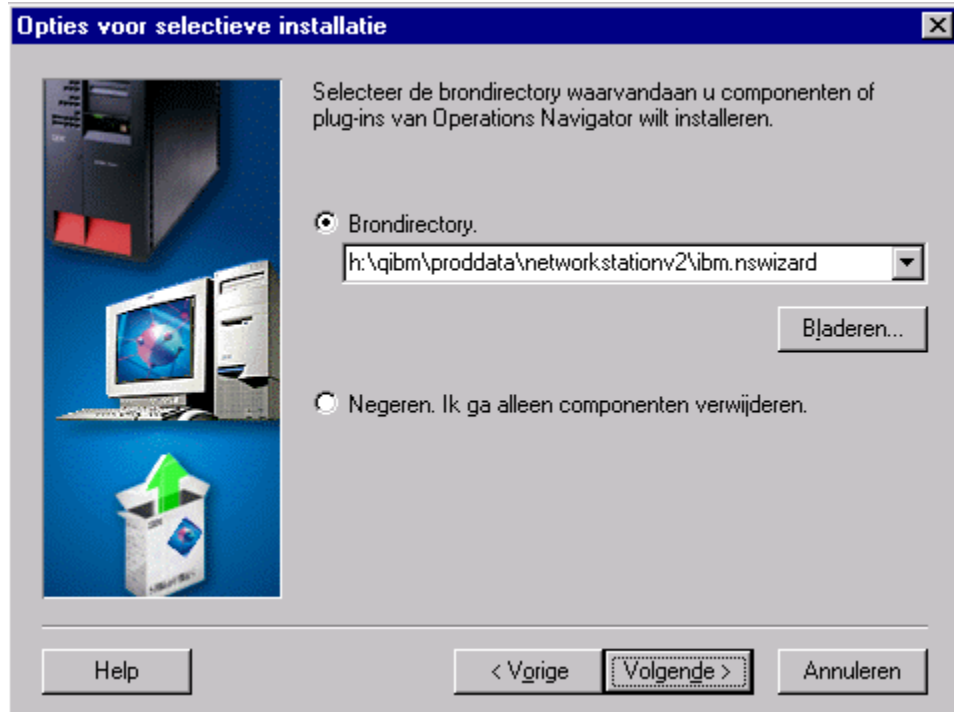 Opties voor selectieve installatie
Selecteer de brondirectory waarvandaan u componenten of
plug-ins van Operations Navigator wilt installeren.
Brondirectory.
h:\qibm\proddata\networkstationv2\ibm.nswizard
Bladeren...
Negeren. Ik ga alleen componenten verwijderen.
Help
< Vorige
Volgende >
Annuleren